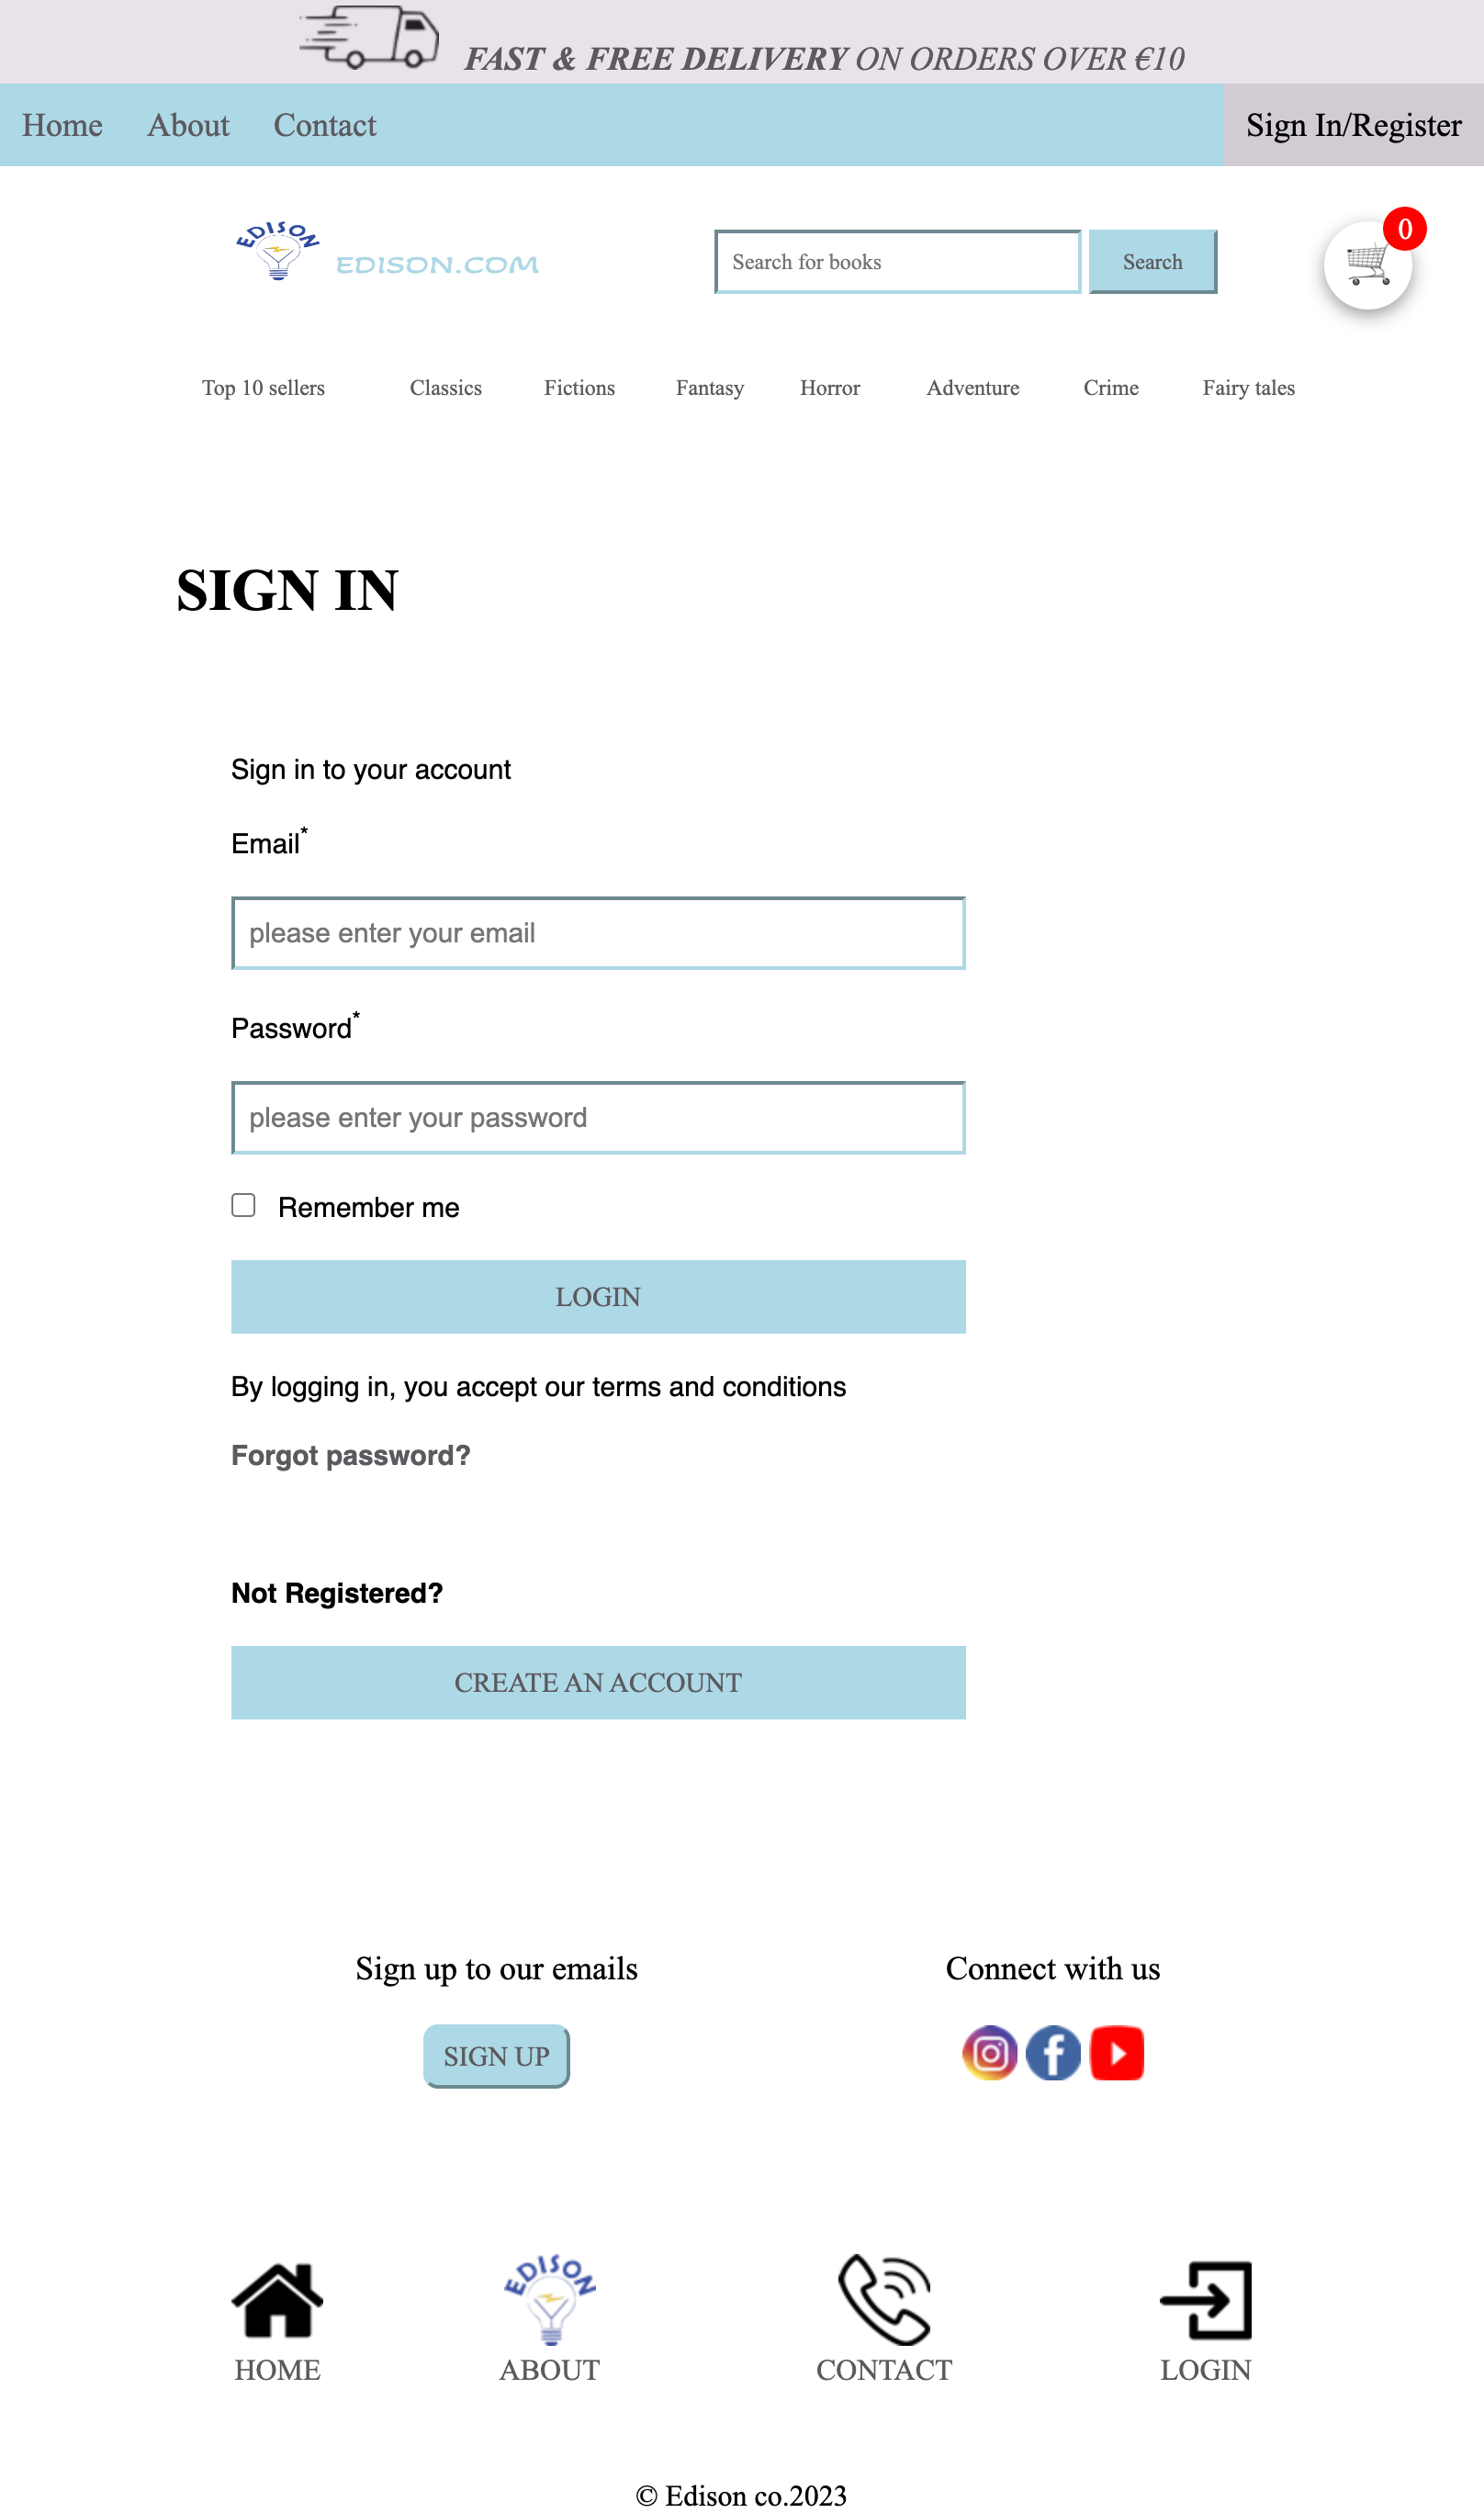 FAST & FREE DELIVERY ON ORDERS OVER €10
Home About Contact Sign In/Register
0
EDISON
EDISON.COM
Search for books Search
Top 10 sellers Classics Fictions Fantasy Horror Adventure Crime Fairy tales
SIGN IN
Sign in to your account
Email*
please enter your email
Password*
please enter your password
Remember me
LOGIN
By logging in, you accept our terms and conditions
Forgot password?
Not Registered?
CREATE AN ACCOUNT
Sign up to our emails Connect with us
SIGN UP
EDISON
HOME ABOUT CONTACT LOGIN
© Edison co.2023